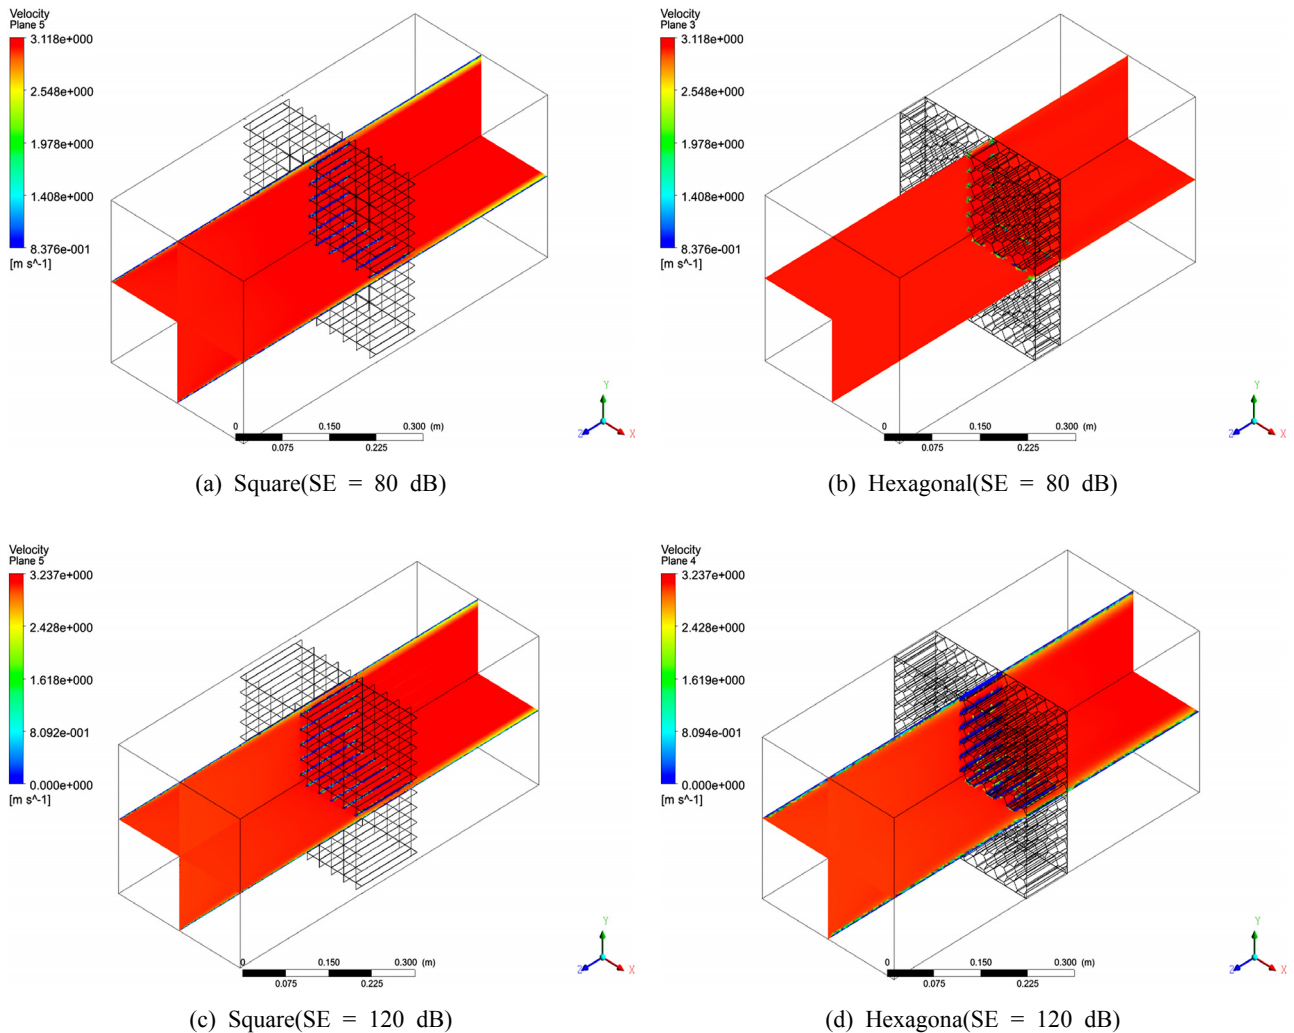 Velocity
Plane 5
3.118e+000
2.548e+000
1.978e+000
1.408e+000
8.376e-001
[m s^-1]
0 0.150 0.300 (m)
0.075 0.225
Y
Z X
(a) Square(SE = 80 dB)
Velocity
Plane 3
3.118e+000
2.548e+000
1.978e+000
1.408e+000
8.376e-001
[m s^-1]
0 0.150 0.300 (m)
0.075 0.225
Y
Z X
(b) Hexagonal(SE = 80 dB)
Velocity
Plane 5
3.237e+000
2.428e+000
1.618e+000
8.092e-001
0.000e+000
[m s^-1]
0 0.150 0.300 (m)
0.075 0.225
Y
Z X
(c) Square(SE = 120 dB)
Velocity
Plane 4
3.237e+000
2.428e+000
1.619e+000
8.094e-001
0.000e+000
[m s^-1]
0 0.150 0.300 (m)
0.075 0.225
Y
Z X
(d) Hexagona(SE = 120 dB)